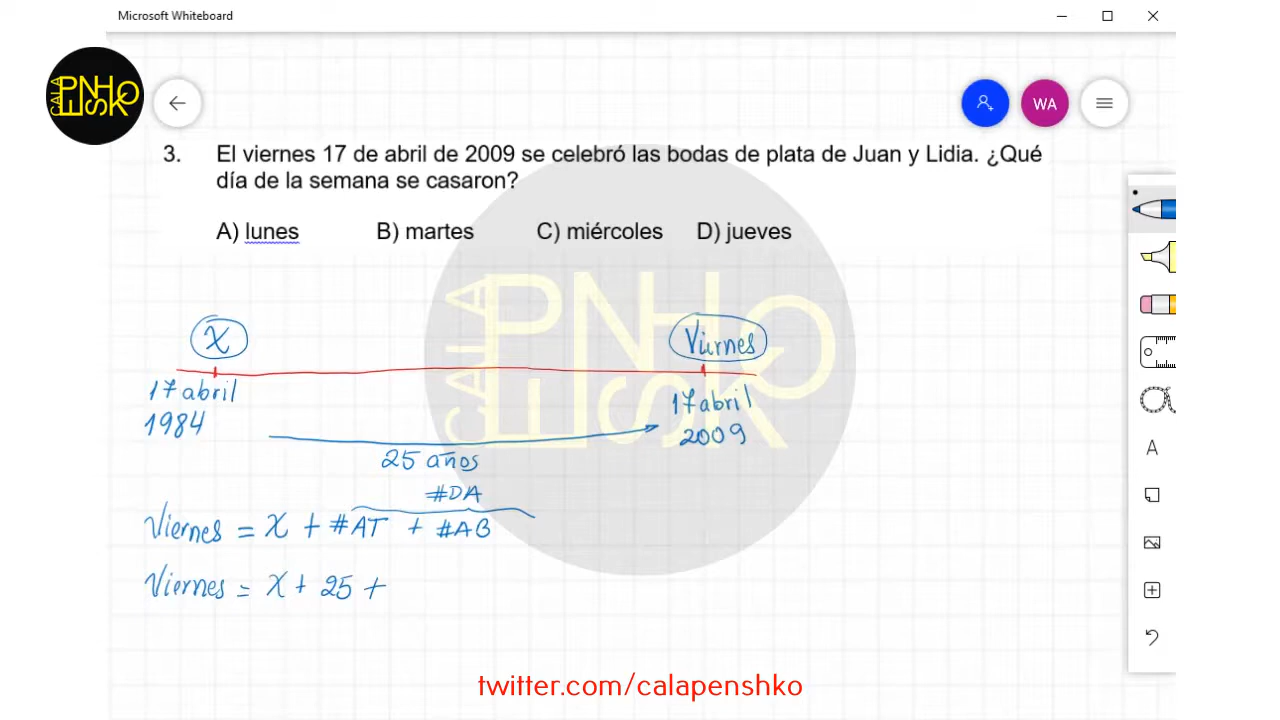 Microsoft Whiteboard
CALA
PENHSKO
WA
3. El viernes 17 de abril de 2009 se celebró las bodas de plata de Juan y Lidia. ¿Qué
día de la semana se casaron?
A) lunes B) martes C) miércoles D) jueves
X Viernes
17 abril
1984
17 abril
2009
25 años
#DA
Viernes = X + #AT + #AB
Viernes = X + 25 +
A
twitter.com/calapenshko